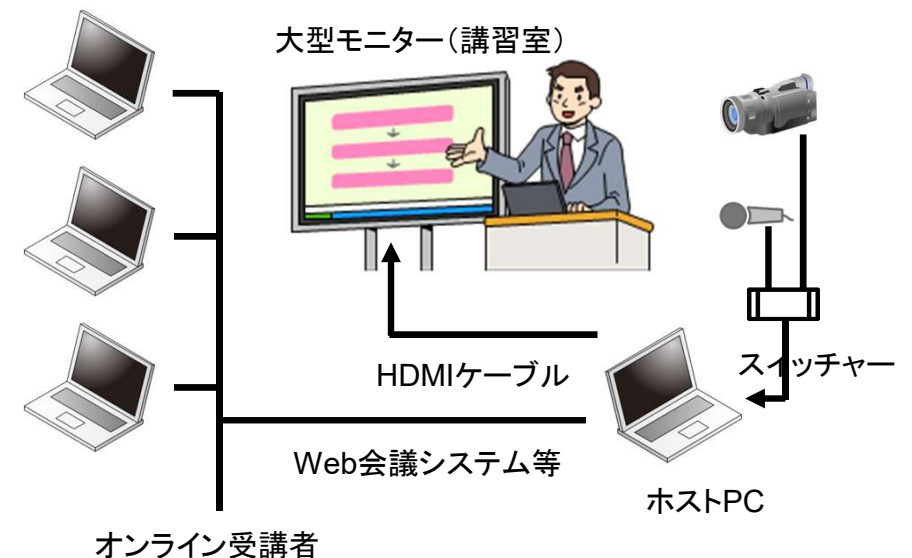 大型モニター（講習室）
HDMIケーブル
スイッチャー
Web会議システム等
ホストPC
オンライン受講者